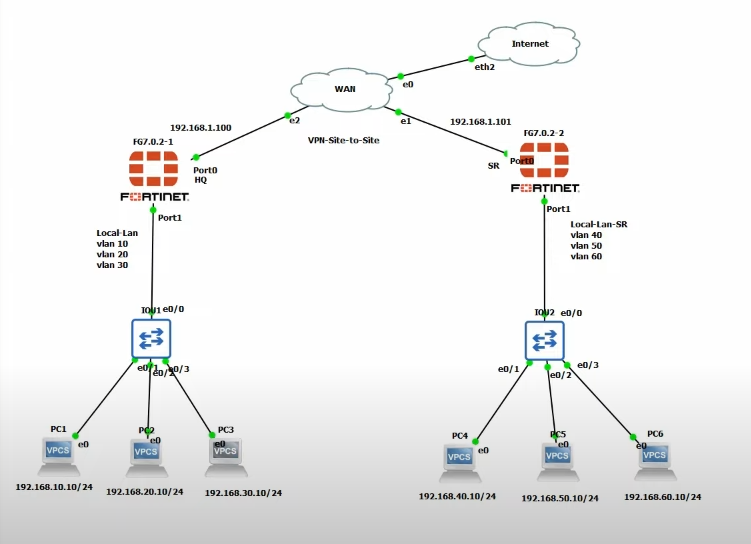 Internet
eth2
WAN
e0
192.168.1.100
e2
e1
192.168.1.101
VPN-Site-to-Site
FG7.0.2-1
FG7.0.2-2
Port0
HQ
SR
Port0
FORTINET
FORTINET
Port1
Port1
Local-Lan
vlan 10
vlan 20
vlan 30
Local-Lan-SR
vlan 40
vlan 50
vlan 60
IOU1 e0/0
IOU2 e0/0
e0/1
e0/2
e0/3
e0/1
e0/2
e0/3
PC1
e0
VPCS
192.168.10.10/24
PC2
e0
VPCS
192.168.20.10/24
PC3
e0
VPCS
192.168.30.10/24
PC4
e0
VPCS
192.168.40.10/24
PC5
e0
VPCS
192.168.50.10/24
PC6
e0
VPCS
192.168.60.10/24